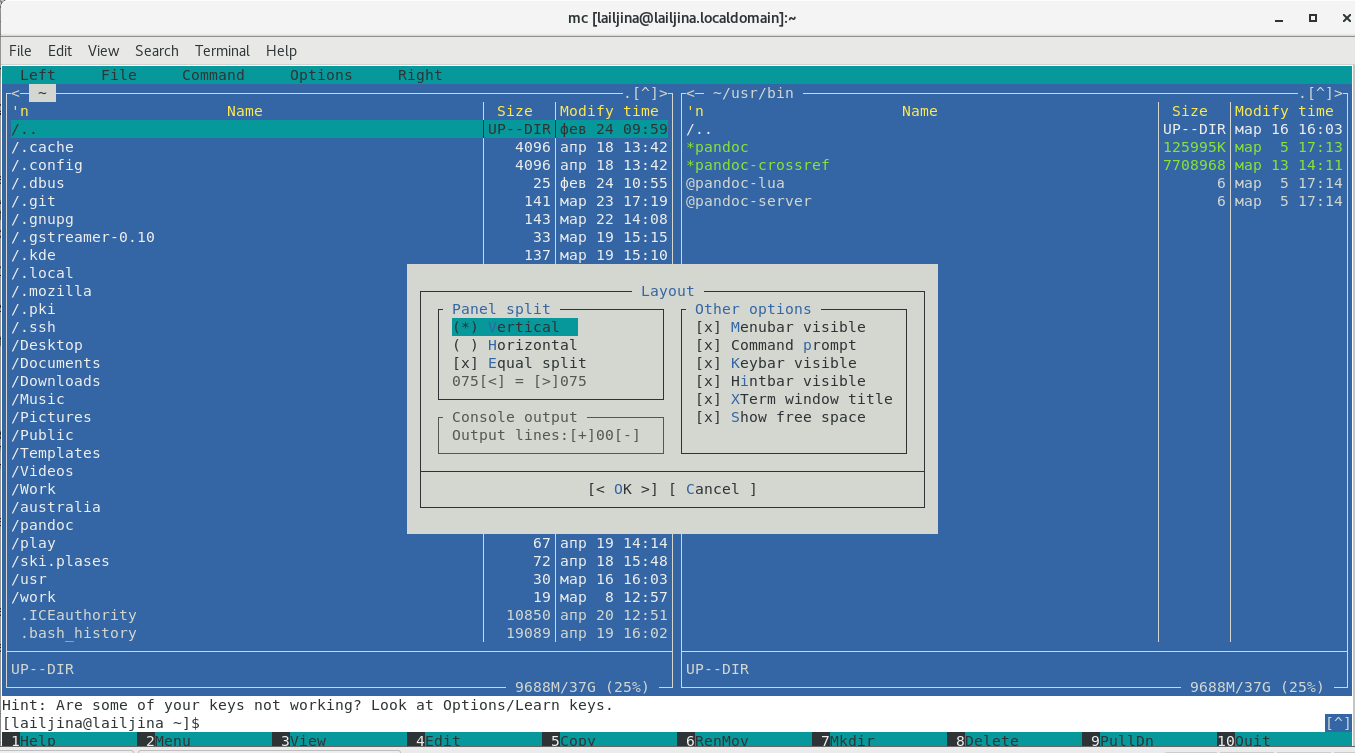 mc [lailjina@lailjina.localdomain]:~
File Edit View Search Terminal Help
Left File Command Options Right
<─ ~ .[^]> <─ ~/usr/bin .[^]>
'n Name Size Modify time 'n Name Size Modify time
/.. UP--DIR фев 24 09:59 /.. UP--DIR мар 16 16:03
/.cache 4096 апр 18 13:42 *pandoc 125995K мар 5 17:13
/.config 4096 апр 18 13:42 *pandoc-crossref 7708968 мар 13 14:11
/.dbus 25 фев 24 10:55 @pandoc-lua 6 мар 5 17:14
/.git 141 мар 23 17:19 @pandoc-server 6 мар 5 17:14
/.gnupg 143 мар 22 14:08
/.gstreamer-0.10 33 мар 19 15:15
/.kde 137 мар 19 15:10
/.local
/.mozilla Layout
/.pki Panel split Other options
/.ssh (*) Vertical [x] Menubar visible
/Desktop ( ) Horizontal [x] Command prompt
/Documents [x] Equal split [x] Keybar visible
/Downloads 075[<] = [>]075 [x] Hintbar visible
/Music [x] XTerm window title
/Pictures Console output [x] Show free space
/Public Output lines:[+]00[-]
/Templates
/Videos
/Work [< OK >] [ Cancel ]
/australia
/pandoc
/play 67 апр 19 14:14
/ski.plases 72 апр 18 15:48
/usr 30 мар 16 16:03
/work 19 мар 8 12:57
.ICEauthority 10850 апр 20 12:51
.bash_history 19089 апр 19 16:02
UP--DIR UP--DIR
9688M/37G (25%) 9688M/37G (25%)
Hint: Are some of your keys not working? Look at Options/Learn keys.
[lailjina@lailjina ~]$ [^]
1Help 2Menu 3View 4Edit 5Copy 6RenMov 7Mkdir 8Delete 9PullDn 10Quit